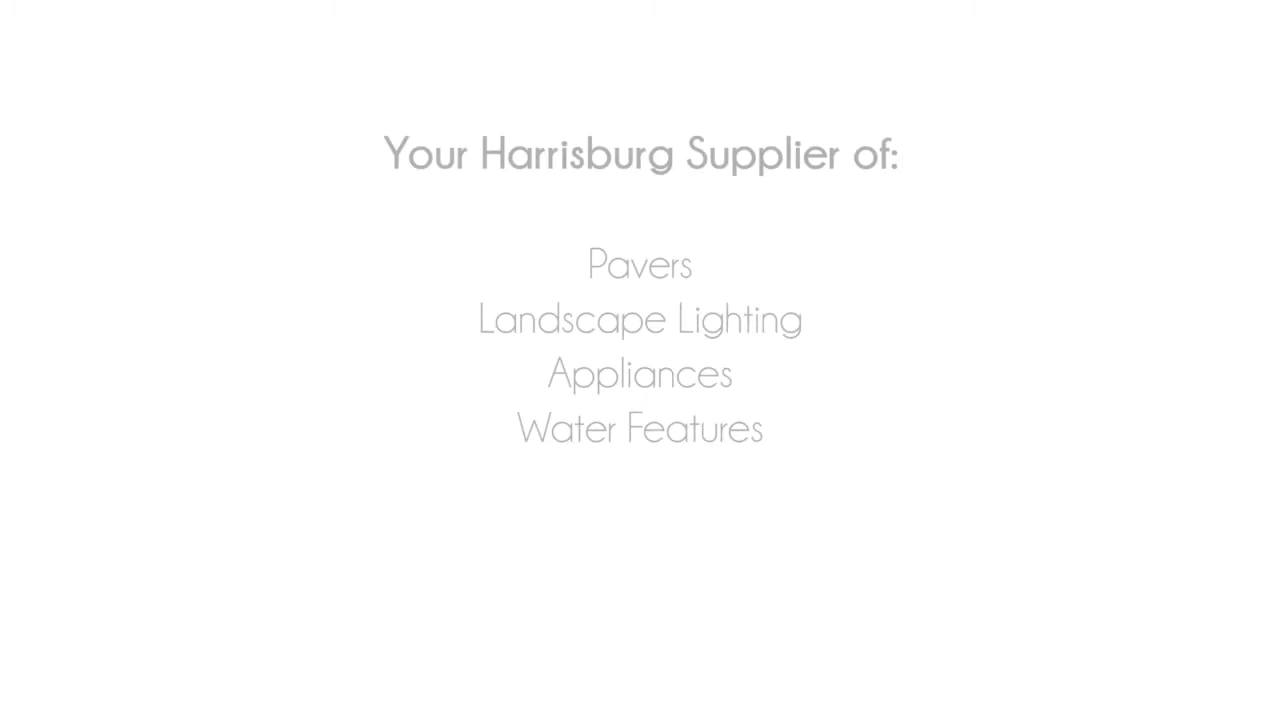 Your Harrisburg Supplier of:
Pavers
Landscape Lighting
Appliances
Water Features